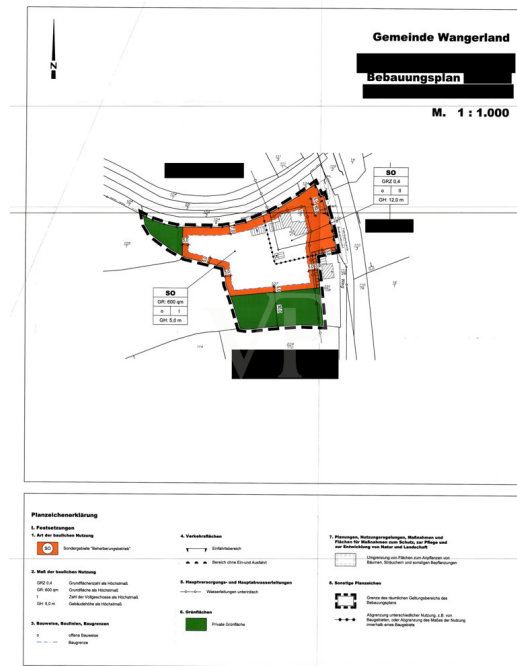 N
Gemeinde Wangerland
Bebauungsplan
M. 1 : 1.000
SO
GRZ 0,4
o II
GH: 12,0 m
SO
GR: 600 qm
o I
GH: 5,0 m
Planzeichenerklärung
I. Festsetzungen
1. Art der baulichen Nutzung
SO Sondergebiete "Beherbergungsbetrieb"
2. Maß der baulichen Nutzung
GRZ 0,4 Grundflächenzahl als Höchstmaß
GR: 600 qm Grundfläche als Höchstmaß
I Zahl der Vollgeschosse als Höchstmaß
GH: 5,0 m Gebäudehöhe als Höchstmaß
3. Bauweise, Baulinien, Baugrenzen
o offene Bauweise
Baugrenze
4. Verkehrsflächen
Einfahrtsbereich
Bereich ohne Ein-und Ausfahrt
5. Hauptversorgungs- und Hauptabwasserleitungen
Wasserleitungen unterirdisch
6. Grünflächen
Private Grünfläche
7. Planungen, Nutzungsregelungen, Maßnahmen und
Flächen für Maßnahmen zum Schutz, zur Pflege und
zur Entwicklung von Natur und Landschaft
Umgrenzung von Flächen zum Anpflanzen von
Bäumen, Sträuchern und sonstigen Bepflanzungen
8. Sonstige Planzeichen
Grenze des räumlichen Geltungsbereichs des
Bebauungsplans
Abgrenzung unterschiedlicher Nutzung, z.B. von
Baugebieten, oder Abgrenzung des Maßes der Nutzung
innerhalb eines Baugebiets